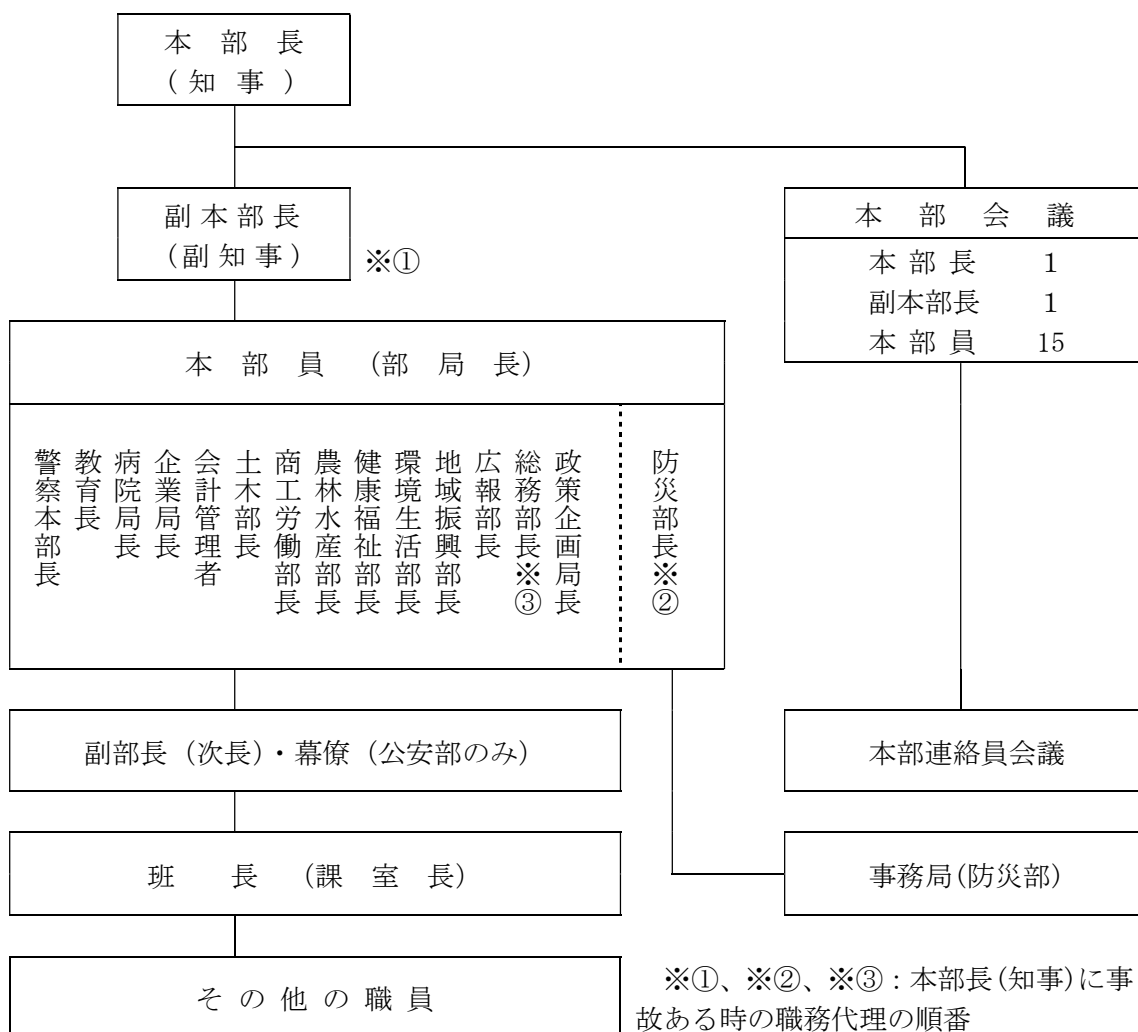 本部長
(知事)
副本部長
(副知事)
※①
本部会議
本部長 1
副本部長 1
本部員 15
本部員 (部局長)
警察本部長
教育長
病院局長
企業局長
会計管理者
土木部長
商工労働部長
農林水産部長
健康福祉部長
環境生活部長
地域振興部長
広報部長
総務部長※③
政策企画局長
防災部長※②
副部長(次長)・幕僚(公安部のみ)
本部連絡員会議
班長 (課室長)
事務局(防災部)
その他の職員
※①、※②、※③:本部長(知事)に事
故ある時の職務代理の順番